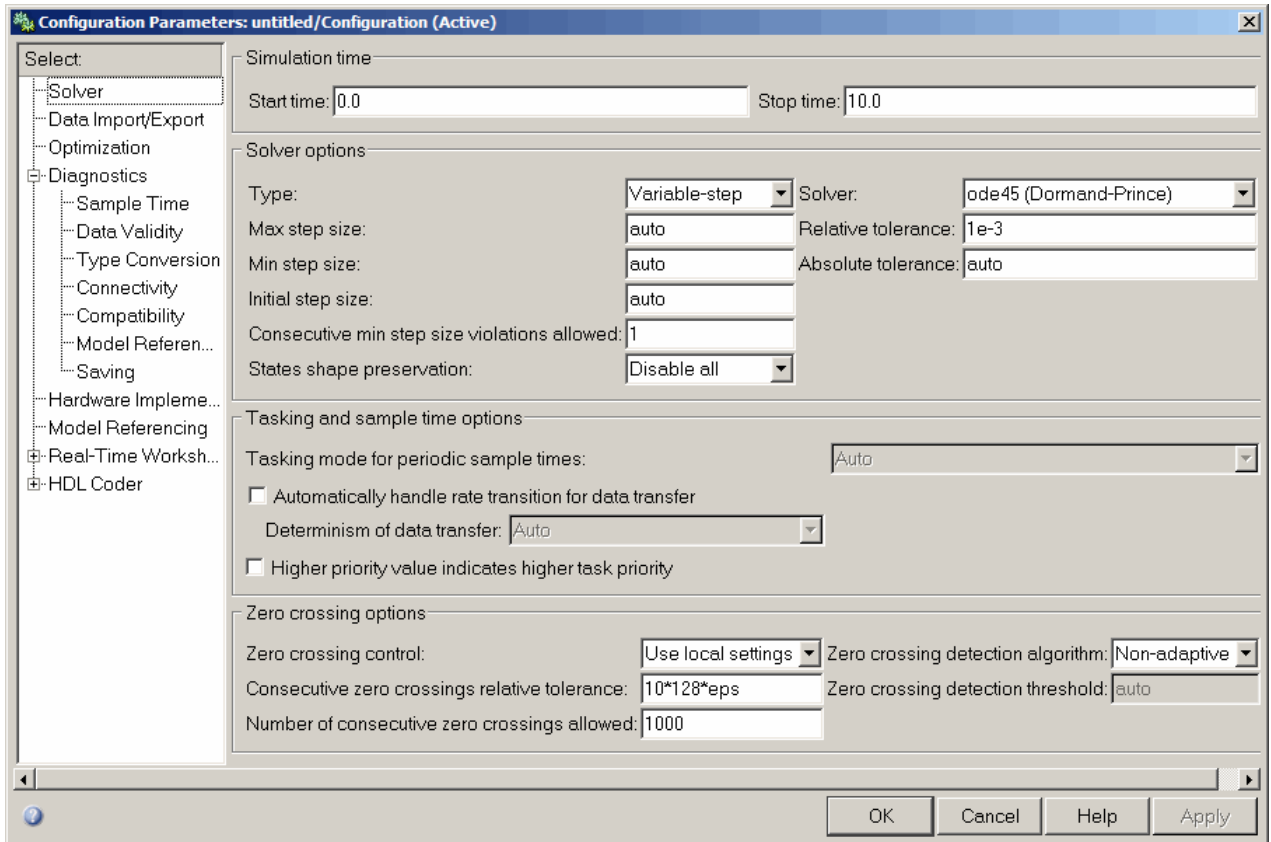 Configuration Parameters: untitled/Configuration (Active)
Select:
Solver
Data Import/Export
Optimization
Diagnostics
Sample Time
Data Validity
Type Conversion
Connectivity
Compatibility
Model Referen...
Saving
Hardware Impleme...
Model Referencing
Real-Time Worksh...
HDL Coder
Simulation time
Start time: 0.0 Stop time: 10.0
Solver options
Type: Variable-step Solver: ode45 (Dormand-Prince)
Max step size: auto Relative tolerance: 1e-3
Min step size: auto Absolute tolerance: auto
Initial step size: auto
Consecutive min step size violations allowed: 1
States shape preservation: Disable all
Tasking and sample time options
Tasking mode for periodic sample times: Auto
Automatically handle rate transition for data transfer
Determinism of data transfer: Auto
Higher priority value indicates higher task priority
Zero crossing options
Zero crossing control: Use local settings Zero crossing detection algorithm: Non-adaptive
Consecutive zero crossings relative tolerance: 10*128*eps Zero crossing detection threshold: auto
Number of consecutive zero crossings allowed: 1000
OK Cancel Help Apply